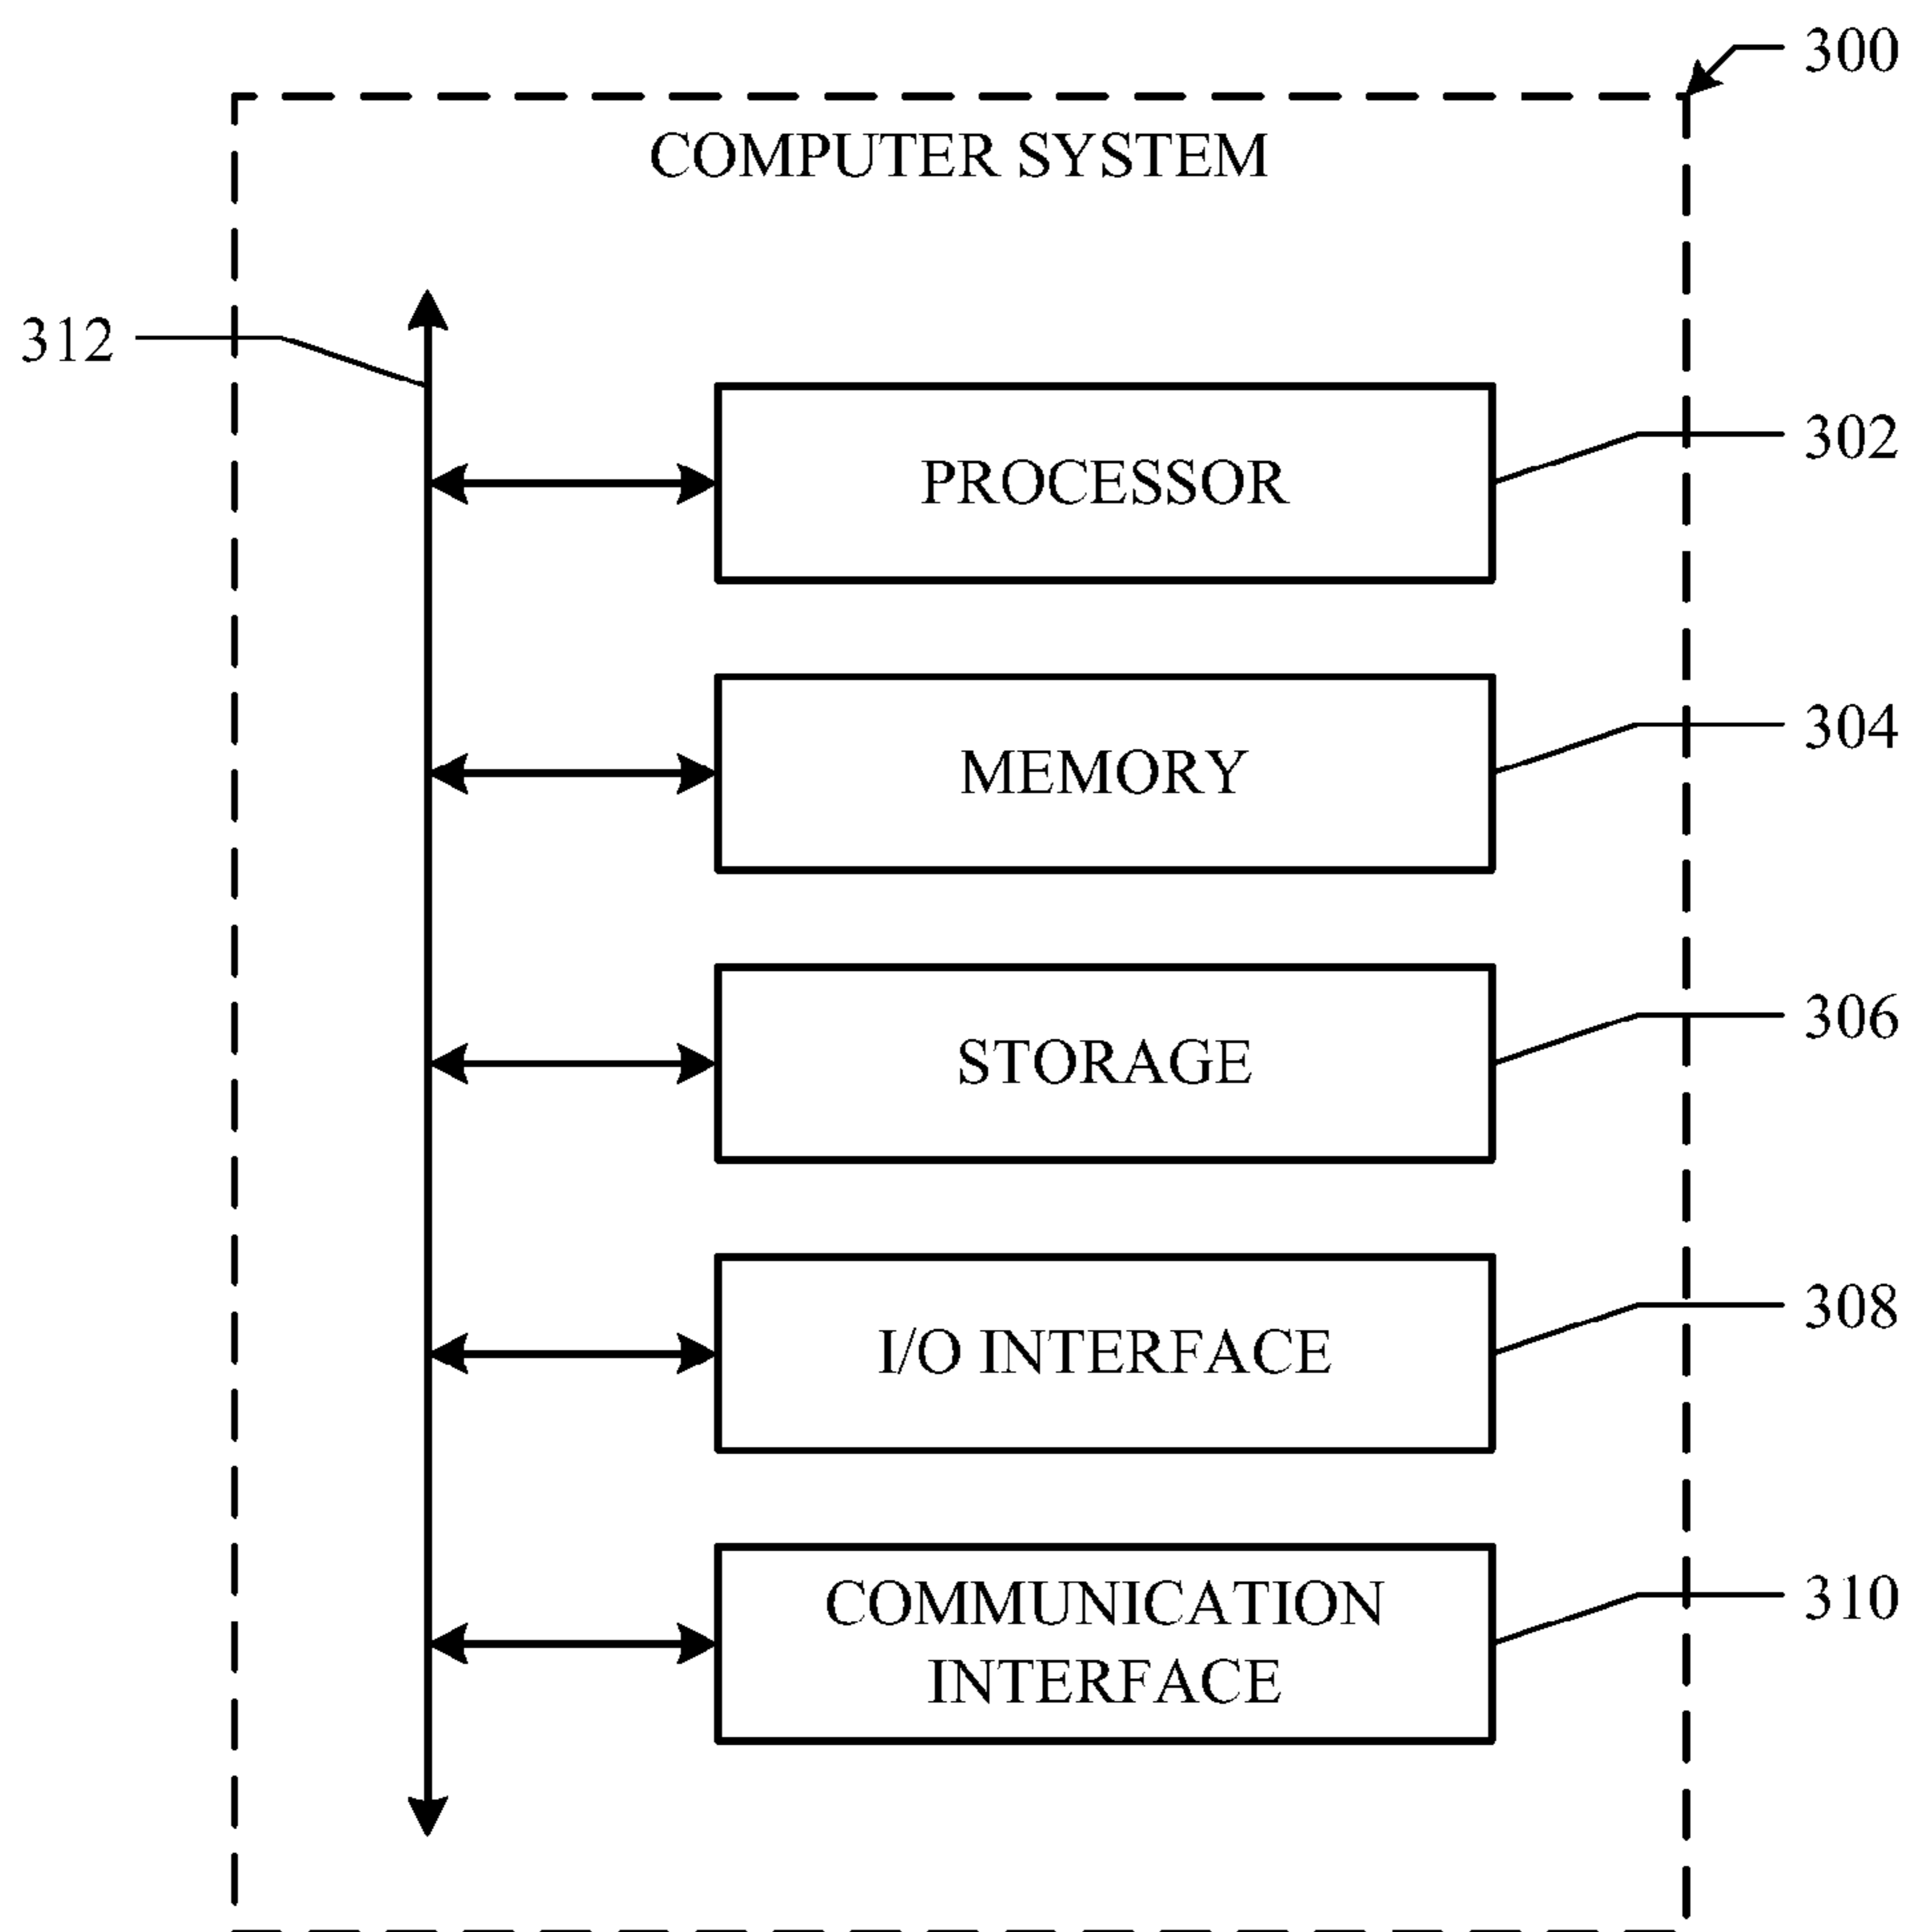 300
COMPUTER SYSTEM
312
302
PROCESSOR
304
MEMORY
306
STORAGE
308
I/O INTERFACE
310
COMMUNICATION
INTERFACE